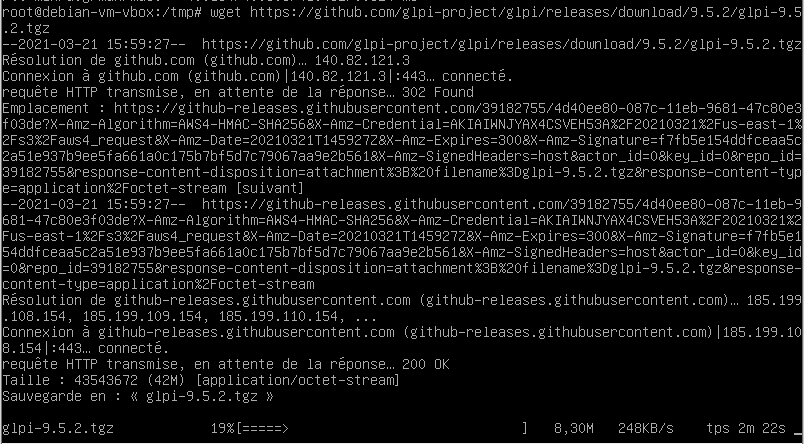 root@debian-vm-vbox:/tmp# wget https://github.com/glpi-project/glpi/releases/download/9.5.2/glpi-9.5
.2.tgz
--2021-03-21 15:59:27--  https://github.com/glpi-project/glpi/releases/download/9.5.2/glpi-9.5.2.tgz
Résolution de github.com (github.com)… 140.82.121.3
Connexion à github.com (github.com)|140.82.121.3|:443… connecté.
requête HTTP transmise, en attente de la réponse… 302 Found
Emplacement : https://github-releases.githubusercontent.com/39182755/4d40ee80-087c-11eb-9681-47c80e3
f03de?X-Amz-Algorithm=AWS4-HMAC-SHA256&X-Amz-Credential=AKIAIWNJYAX4CSVEH53A%2F20210321%2Fus-east-1%
2Fs3%2Faws4_request&X-Amz-Date=20210321T145927Z&X-Amz-Expires=300&X-Amz-Signature=f7fb5e154ddfceaa5c
2a51e937b9ee5fa661a0c175b7bf5d7c79067aa9e2b561&X-Amz-SignedHeaders=host&actor_id=0&key_id=0&repo_id=
39182755&response-content-disposition=attachment%3B%20filename%3Dglpi-9.5.2.tgz&response-content-typ
e=application%2Foctet-stream [suivant]
--2021-03-21 15:59:27--  https://github-releases.githubusercontent.com/39182755/4d40ee80-087c-11eb-9
681-47c80e3f03de?X-Amz-Algorithm=AWS4-HMAC-SHA256&X-Amz-Credential=AKIAIWNJYAX4CSVEH53A%2F20210321%2
Fus-east-1%2Fs3%2Faws4_request&X-Amz-Date=20210321T145927Z&X-Amz-Expires=300&X-Amz-Signature=f7fb5e1
54ddfceaa5c2a51e937b9ee5fa661a0c175b7bf5d7c79067aa9e2b561&X-Amz-SignedHeaders=host&actor_id=0&key_id
=0&repo_id=39182755&response-content-disposition=attachment%3B%20filename%3Dglpi-9.5.2.tgz&response-
content-type=application%2Foctet-stream
Résolution de github-releases.githubusercontent.com (github-releases.githubusercontent.com)… 185.199
.108.154, 185.199.109.154, 185.199.110.154, ...
Connexion à github-releases.githubusercontent.com (github-releases.githubusercontent.com)|185.199.10
8.154|:443… connecté.
requête HTTP transmise, en attente de la réponse… 200 OK
Taille : 43543672 (42M) [application/octet-stream]
Sauvegarde en : « glpi-9.5.2.tgz »
glpi-9.5.2.tgz            19%[=====>                              ]   8,30M   248KB/s    tps 2m 22s _